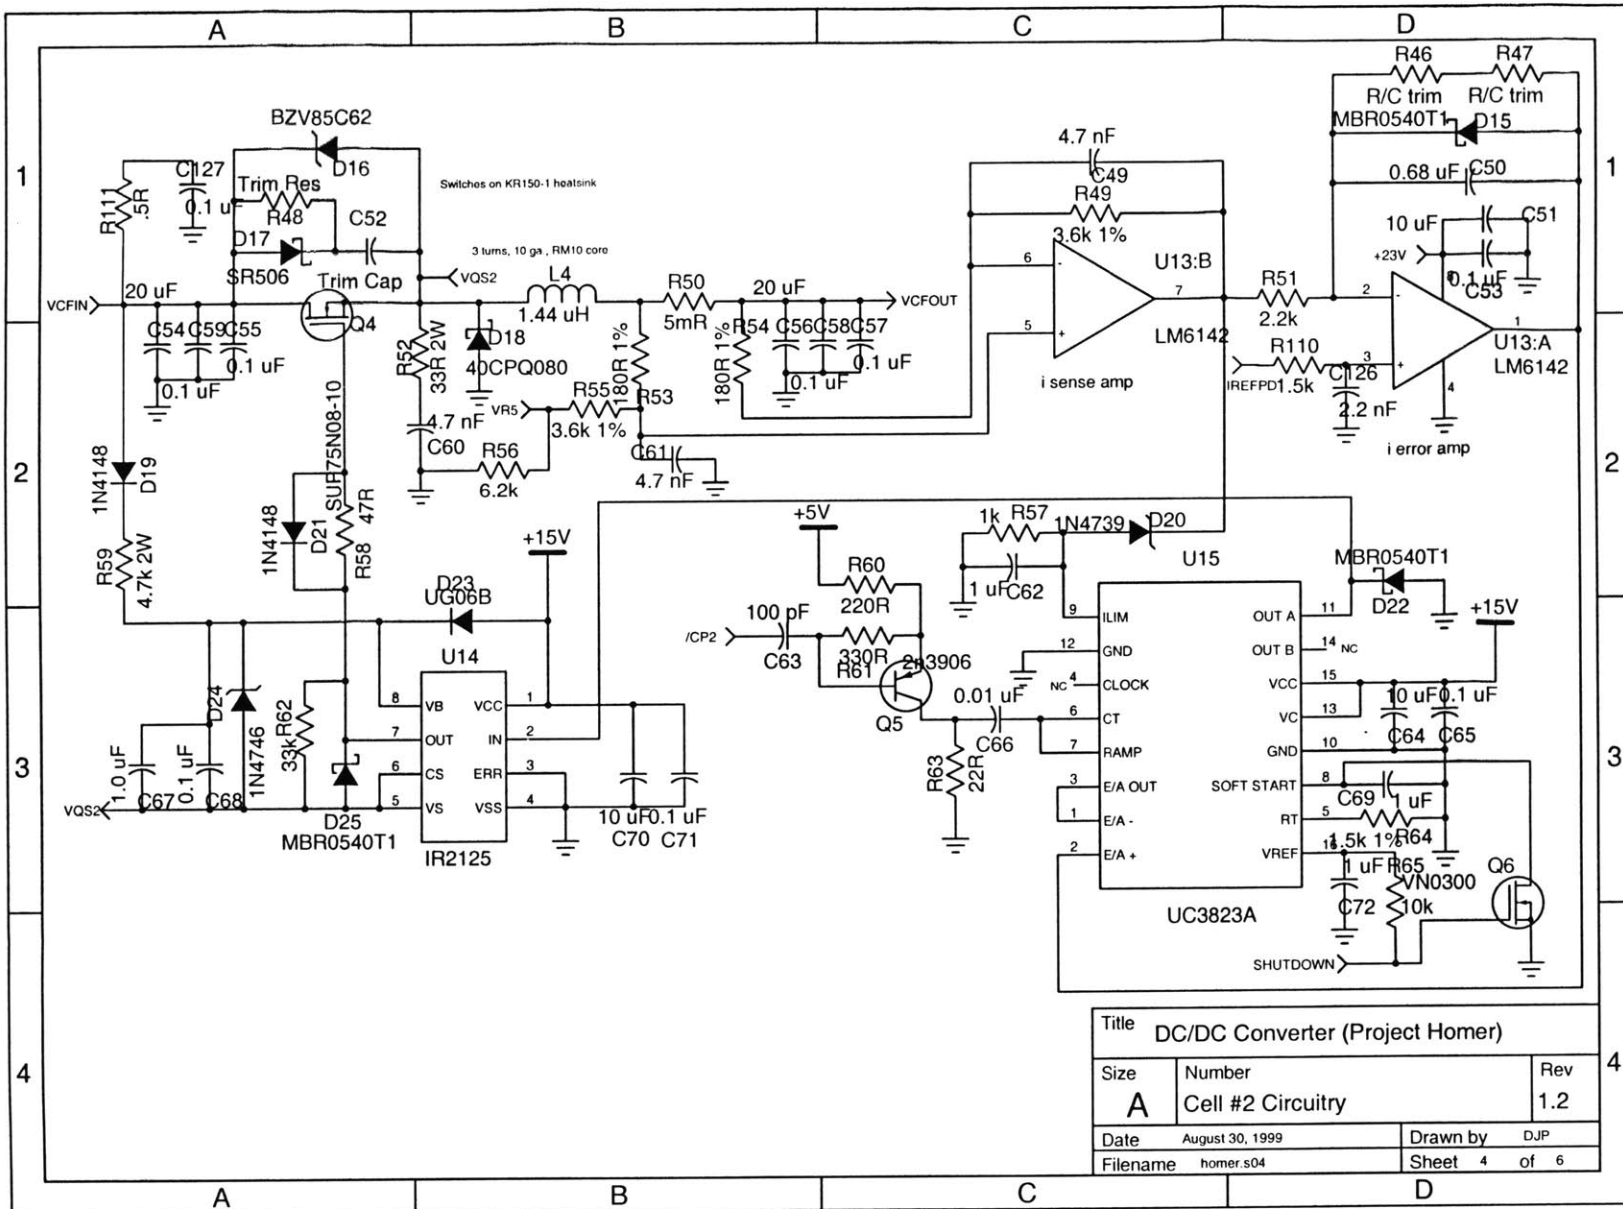 A B C D
R46 R47
R/C trim R/C trim
MBR0540T1 D15
BZV85C62
D16
4.7 nF
C49
1
1
C127
0.1 uF
R111
.5R
Trim Res
R48
C52
Switches on KR150-1 heatsink
R49
3.6k 1%
0.68 uF C50
10 uF C51
D17
SR506
Trim Cap
3 turns, 10 ga , RM10 core
VQS2
L4
1.44 uH
R50
5mR
6 -
5 +
7
U13:B
LM6142
i sense amp
R51
2.2k
+23V
0.1 uF
C53
8
VCFIN
20 uF
Q4
20 uF
VCFOUT
2 -
3 +
1
4
U13:A
LM6142
C54 C59 C55
0.1 uF
0.1 uF
R52
33R 2W
D18
40CPQ080
180R 1%
R53
R54
180R 1%
C56 C58 C57
0.1 uF
0.1 uF
R110
1.5k
IREFPD
C126
2.2 nF
i error amp
SUP75N08-10
VR5
R55
3.6k 1%
4.7 nF
C60
R56
6.2k
C61
4.7 nF
2
2
1N4148
D19
R59
4.7k 2W
1N4148
D21
47R
R58
+15V
+5V
1k R57
1N4739 D20
1 uF C62
U15
MBR0540T1
D22
+15V
D23
UG06B
R60
220R
100 pF
/CP2
C63
330R
R61
2n3906
Q5
0.01 uF
C66
R63
22R
U14
8 VB VCC 1
7 OUT IN 2
6 CS ERR 3
5 VS VSS 4
IR2125
D24
1N4746
33k
R62
1.0 uF
C67
0.1 uF
C68
VQS2
D25
MBR0540T1
10 uF
C70
0.1 uF
C71
9 ILIM OUT A 11
12 GND OUT B 14 NC
NC 4 CLOCK VCC 15
6 CT VC 13
7 RAMP GND 10
3 E/A OUT SOFT START 8
1 E/A - RT 5
2 E/A + VREF 16
UC3823A
10 uF
C64
0.1 uF
C65
C69
1 uF
1.5k 1%
R64
1 uF
C72
R65
10k
VN0300
Q6
SHUTDOWN
3
3
4
4
Title DC/DC Converter (Project Homer)
Size A
Number Cell #2 Circuitry
Rev 1.2
Date August 30, 1999
Drawn by DJP
Filename homer.s04
Sheet 4 of 6
A B C D